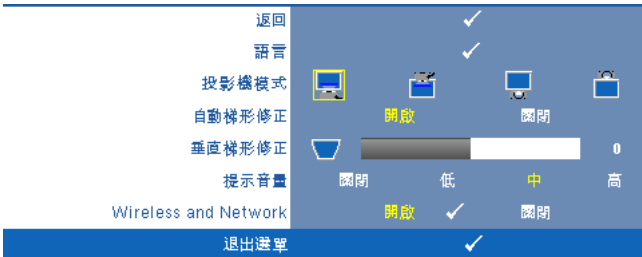 返回
語言
投影機模式
自動梯形修正 開啟 關閉
垂直梯形修正 0
提示音量 關閉 低 中 高
Wireless and Network 開啟 關閉
退出選單